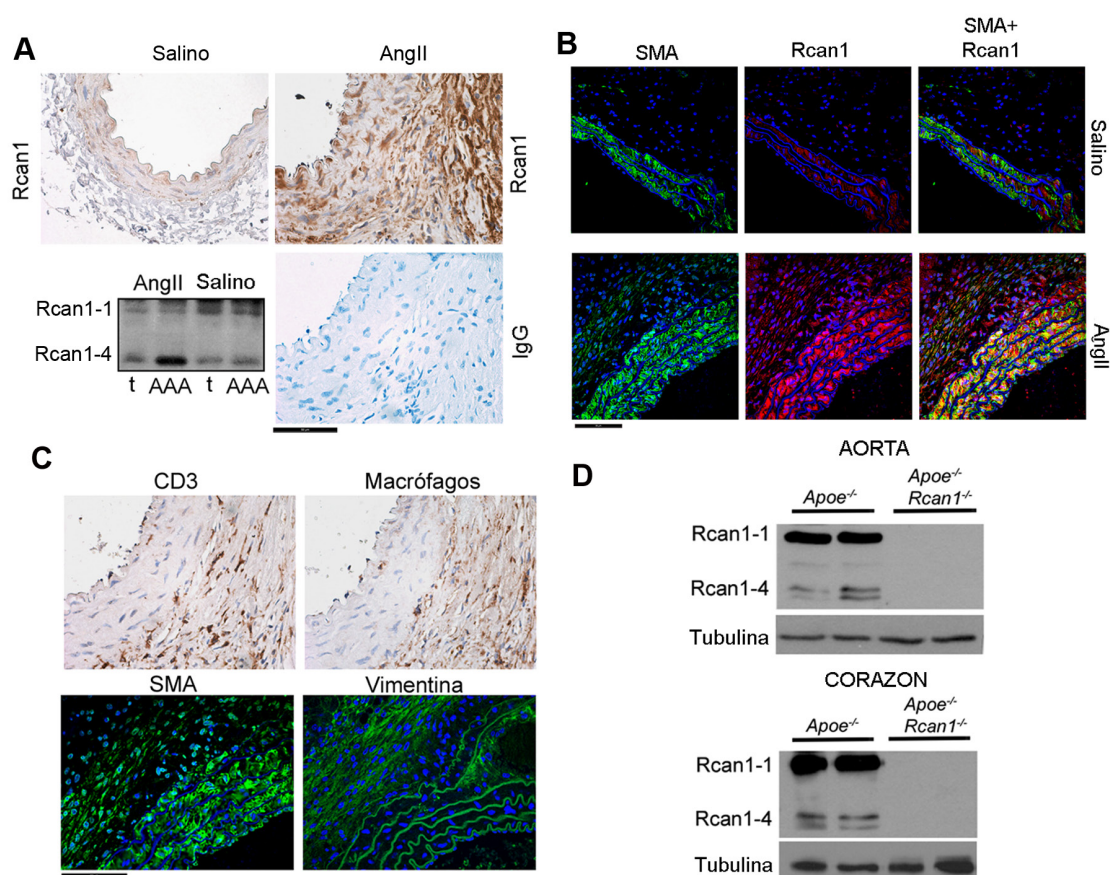 A
Salino
AngII
Rcan1
Rcan1
AngII Salino
Rcan1-1
Rcan1-4
t AAA t AAA
IgG
B
SMA
Rcan1
SMA+
Rcan1
Salino
AngII
C
CD3
Macrófagos
SMA
Vimentina
D
AORTA
Apoe-/-
Apoe-/-
Rcan1-/-
Rcan1-1
Rcan1-4
Tubulina
CORAZON
Apoe-/-
Apoe-/-
Rcan1-/-
Rcan1-1
Rcan1-4
Tubulina